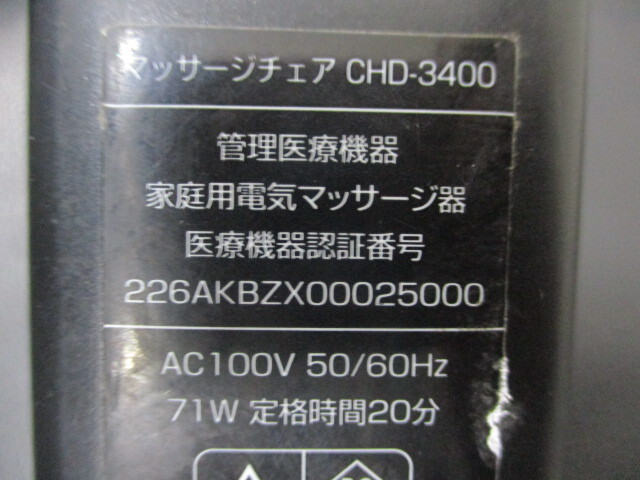 マッサージチェア CHD-3400
管理医療機器
家庭用電気マッサージ器
医療機器認証番号
226AKBZX00025000
AC100V 50/60Hz
71W 定格時間20分